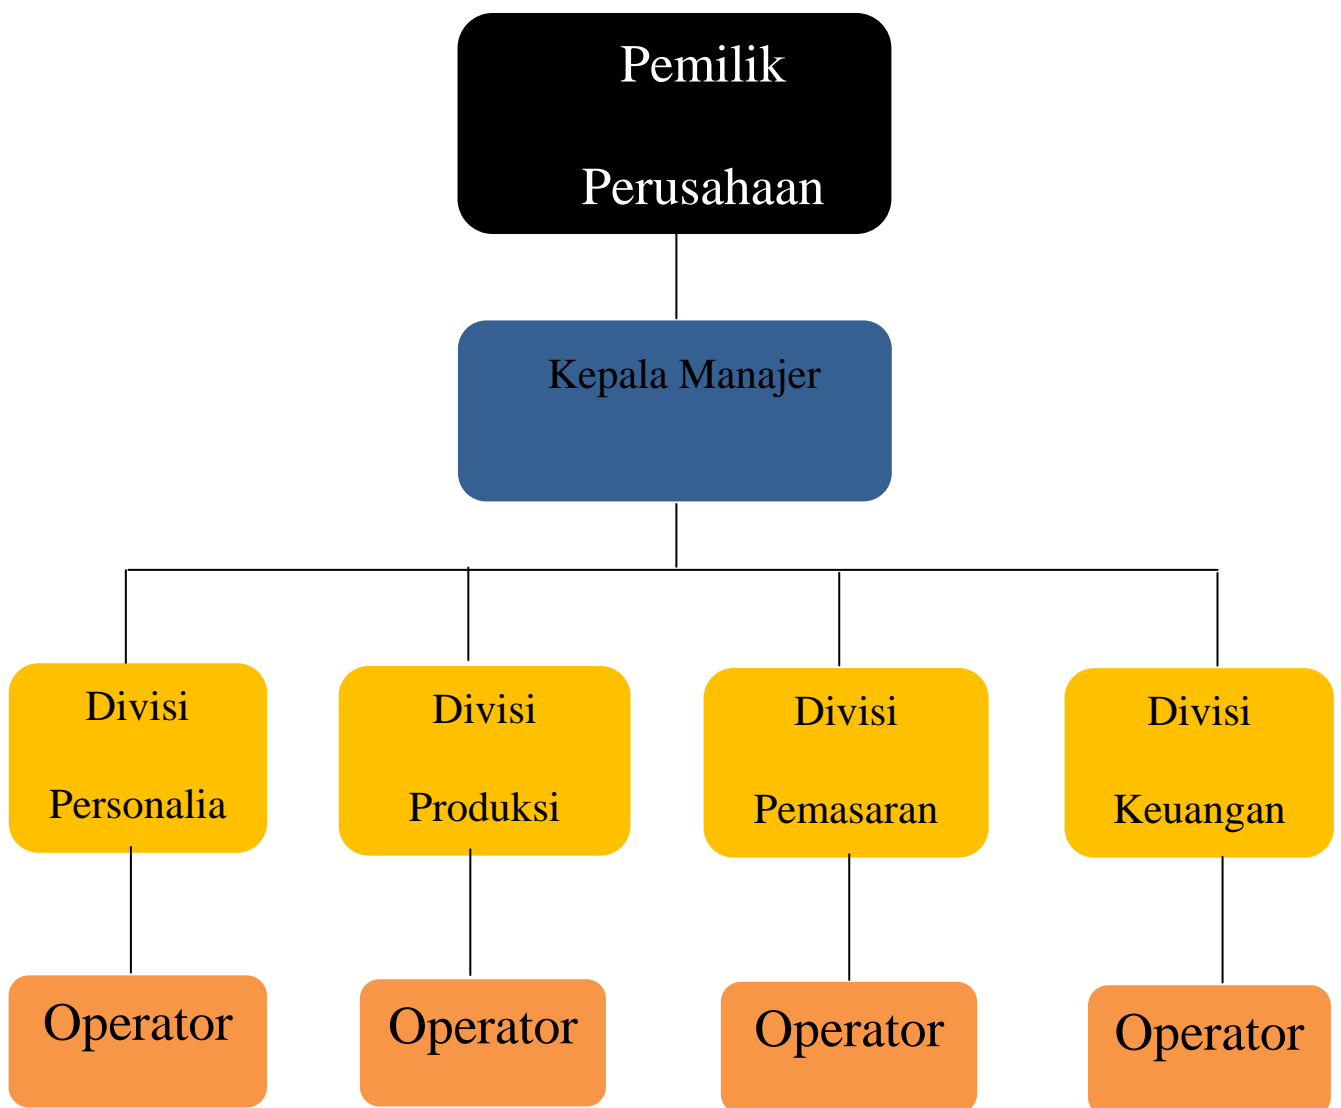 Pemilik
Perusahaan
Kepala Manajer
Divisi
Personalia
Divisi
Produksi
Divisi
Pemasaran
Divisi
Keuangan
Operator
Operator
Operator
Operator